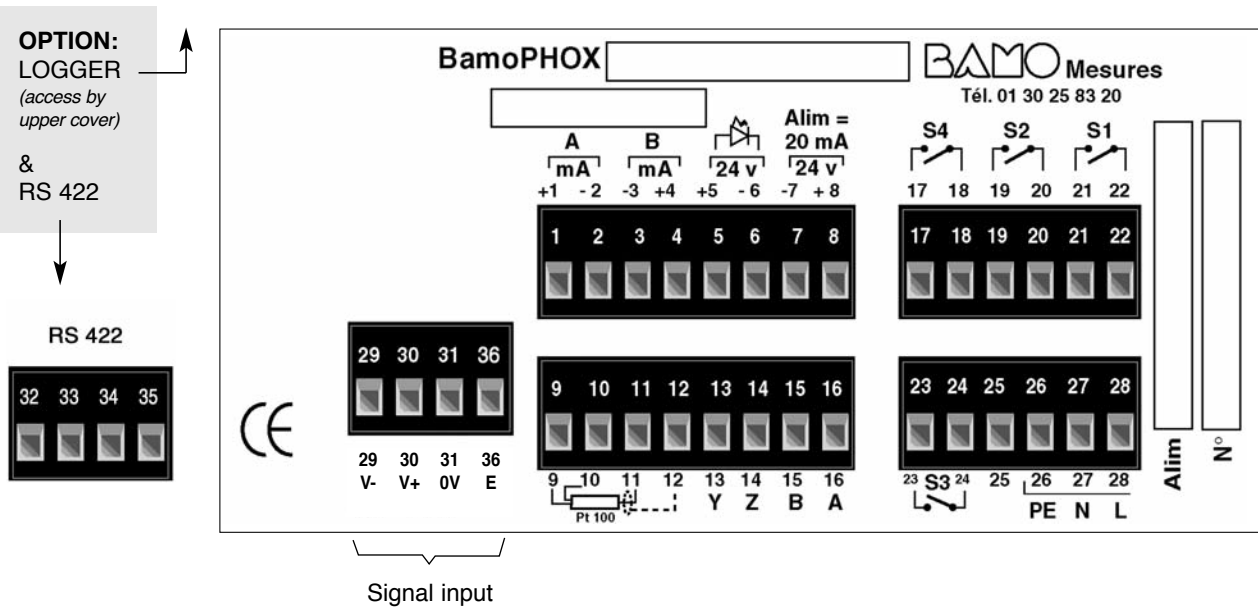 OPTION:
LOGGER
(access by
upper cover)
&
RS 422
RS 422
32 33 34 35
BamoPHOX
BAMO Mesures
Tél. 01 30 25 83 20
A B
mA mA 24 v
Alim =
20 mA
24 v
+1 - 2 -3 +4 +5 - 6 -7 + 8
1 2 3 4 5 6 7 8
S4 S2 S1
17 18 19 20 21 22
17 18 19 20 21 22
29 30 31 36
29 30 31 36
V- V+ 0V E
CE
9 10 11 12 13 14 15 16
9 10 11 12 13 14 15 16
Pt 100
Y Z B A
23 24 25 26 27 28
23 S3 24 25 26 27 28
PE N L
Alim
N°
Signal input